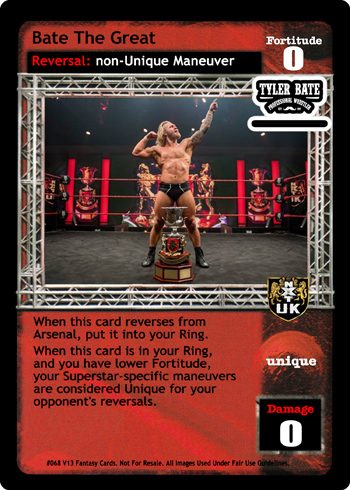 Bate The Great
Fortitude
0
Reversal: non-Unique Maneuver
TYLER BATE
PROFESSIONAL WRESTLER
NXT
UK
When this card reverses from
Arsenal, put it into your Ring.
When this card is in your Ring,
and you have lower Fortitude,
your Superstar-specific maneuvers
are considered Unique for your
opponent's reversals.
unique
Damage
0
#068 V13 Fantasy Cards. Not For Resale. All Images Used Under Fair Use Guidelines.